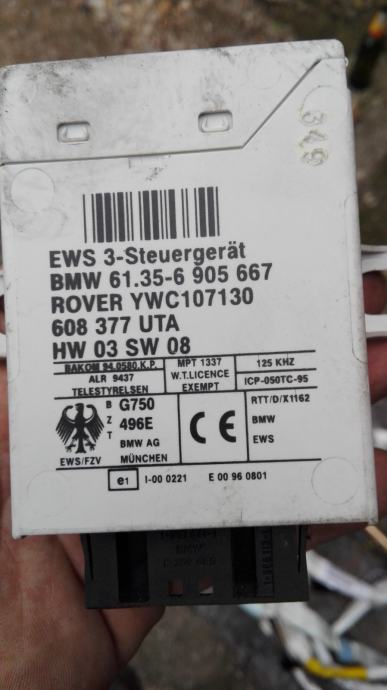 349
EWS 3-Steuergerät
BMW 61.35-6 905 667
ROVER YWC107130
608 377 UTA
HW 03 SW 08
BAKOM 94.0580.K.P. MPT 1337 125 KHZ
ALR 9437 W.T.LICENCE ICP-050TC-95
TELESTYRELSEN EXEMPT
B G750 CE RTT/D/X1162
Z 496E BMW
T BMW AG EWS
EWS/FZV MÜNCHEN
e1 I-00 0221 E 00 96 0801
BMW